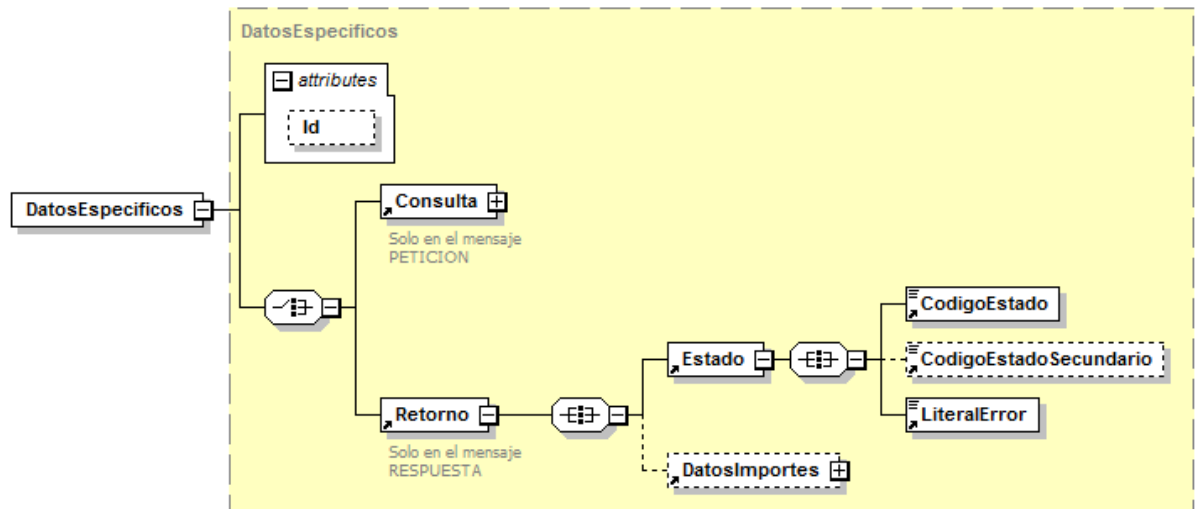 DatosEspecificos
attributes
Id
DatosEspecificos
Consulta
Solo en el mensaje
PETICION
CodigoEstado
Estado
CodigoEstadoSecundario
Retorno
LiteralError
Solo en el mensaje
RESPUESTA
DatosImportes